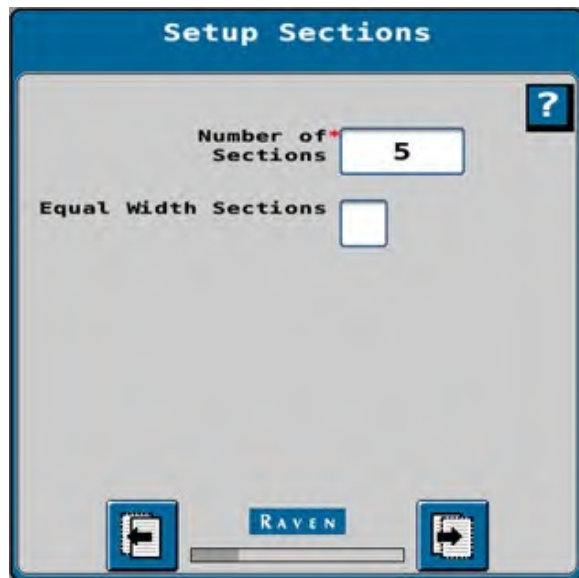 Setup Sections
?
Number of*
Sections
5
Equal Width Sections
RAVEN